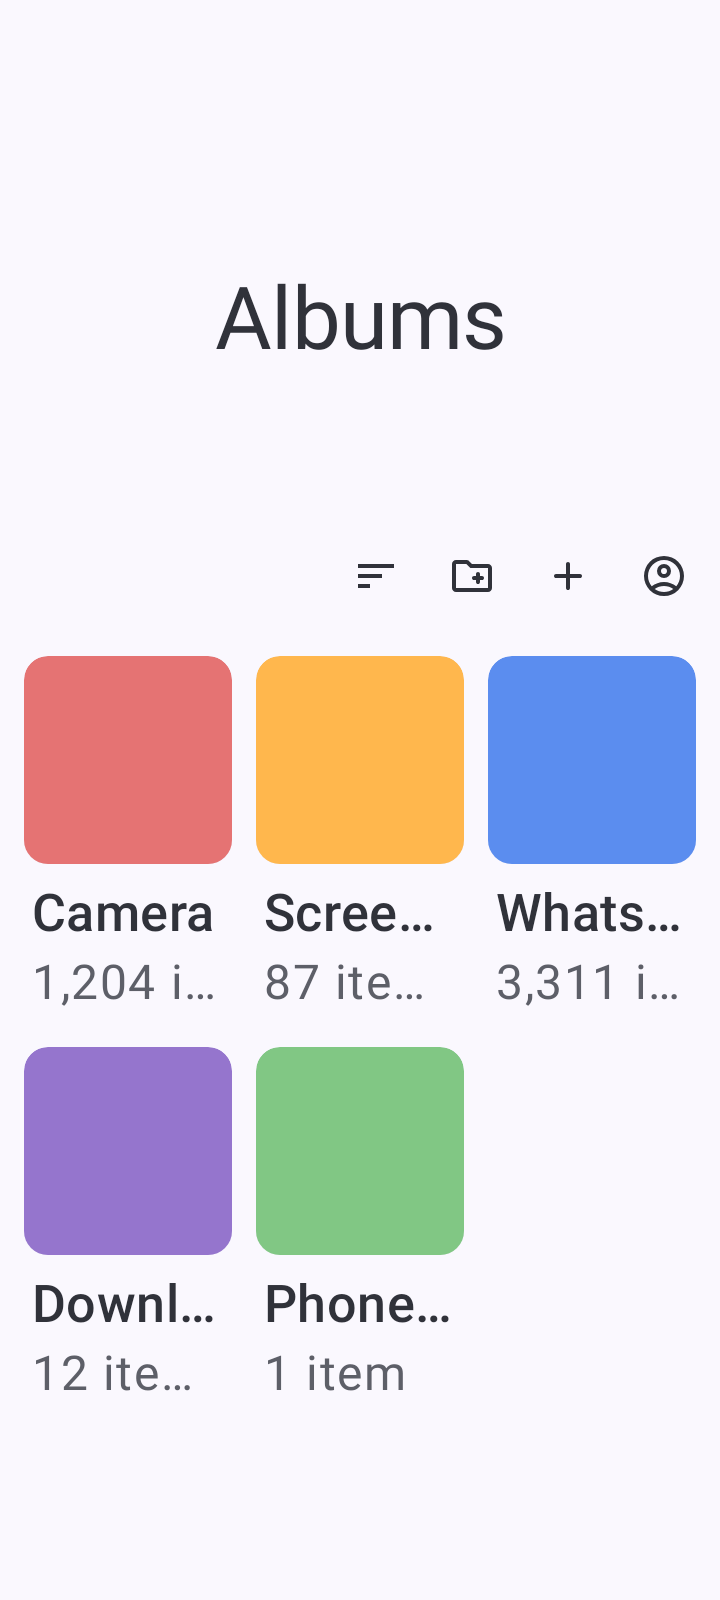 Albums
Camera
Scree…
Whats…
1,204 i…
87 ite…
3,311 i…
Downl…
Phone…
12 ite…
1 item